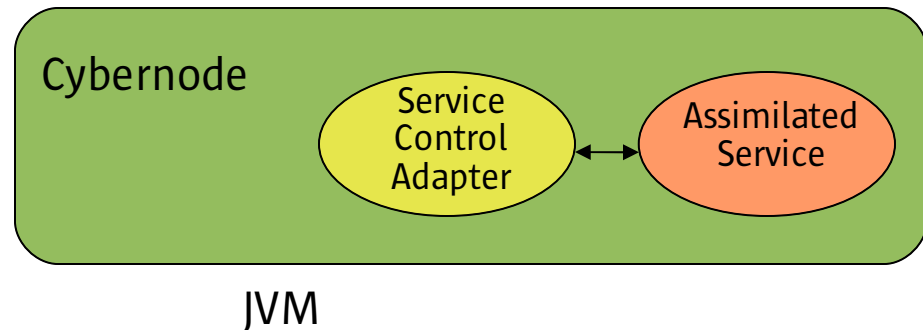 Cybernode
Service
Control
Adapter
Assimilated
Service
JVM